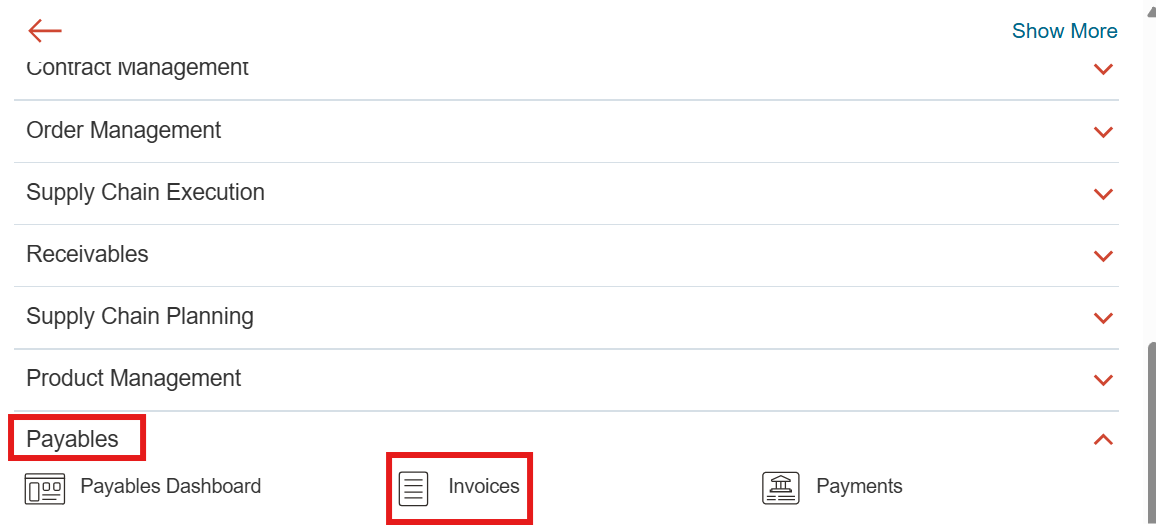 Show More
Contract Management
Order Management
Supply Chain Execution
Receivables
Supply Chain Planning
Product Management
Payables
Payables Dashboard Invoices Payments